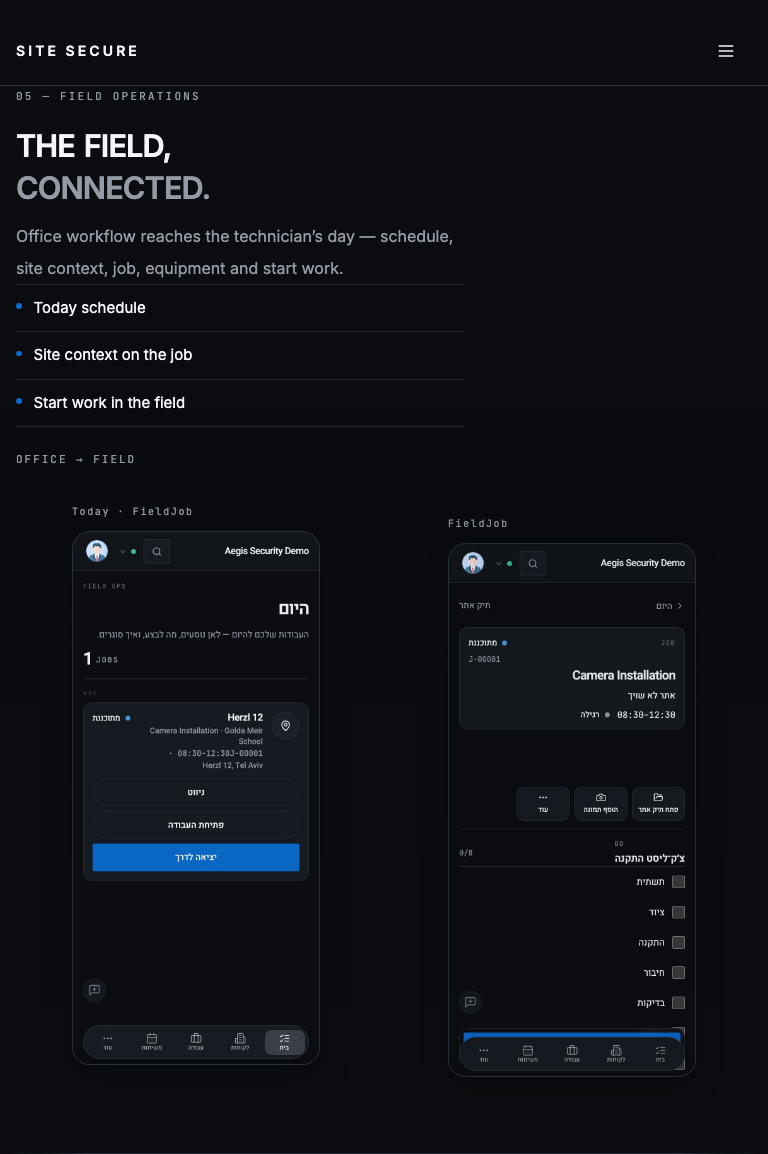 SITE SECURE
05 — FIELD OPERATIONS
THE FIELD,
CONNECTED.
Office workflow reaches the technician’s day — schedule,
site context, job, equipment and start work.
Today schedule
Site context on the job
Start work in the field
OFFICE → FIELD
Today · FieldJob
Aegis Security Demo
FIELD OPS
היום
העבודות שלכם להיום — לאן נוסעים, מה לבצע, ואיך סוגרים.
1 JOBS
Herzl 12
מתוכננת
Camera Installation · Golda Meir
School
· 08:30–12:30J-00001
Herzl 12, Tel Aviv
ניווט
פתיחת העבודה
יציאה לדרך
בית
לקוחות
עבודה
משימות
עוד
FieldJob
Aegis Security Demo
היום
תיק אתר
JOB
מתוכננת
J-00001
Camera Installation
אתר לא שויך
08:30–12:30
רגילה
פתח תיק אתר
הוסף תמונה
עוד
DO
צ'ק־ליסט התקנה
0/8
תשתית
ציוד
התקנה
חיבור
בדיקות
בית
לקוחות
עבודה
משימות
עוד